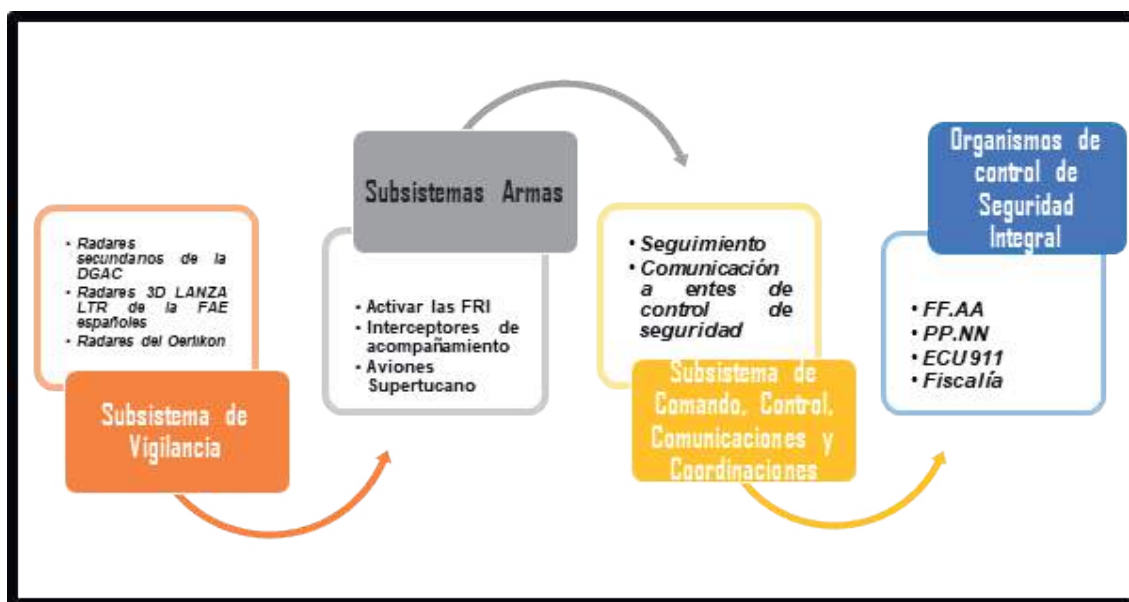 • Radares
secundarios de la
DGAC
• Radares 3D LANZA
LTR de la FAE
españoles
• Radares del Oerlikon
Subsistema de
Vigilancia
Subsistemas Armas
• Activar las FRI
• Interceptores de
acompañamiento
• Aviones
Supertucano
• Seguimiento
• Comunicación
a entes de
control de
seguridad
Subsistema de
Comando, Control,
Comunicaciones y
Coordinaciones
Organismos de
control de
Seguridad
Integral
• FF.AA
• PP.NN
• ECU911
• Fiscalía